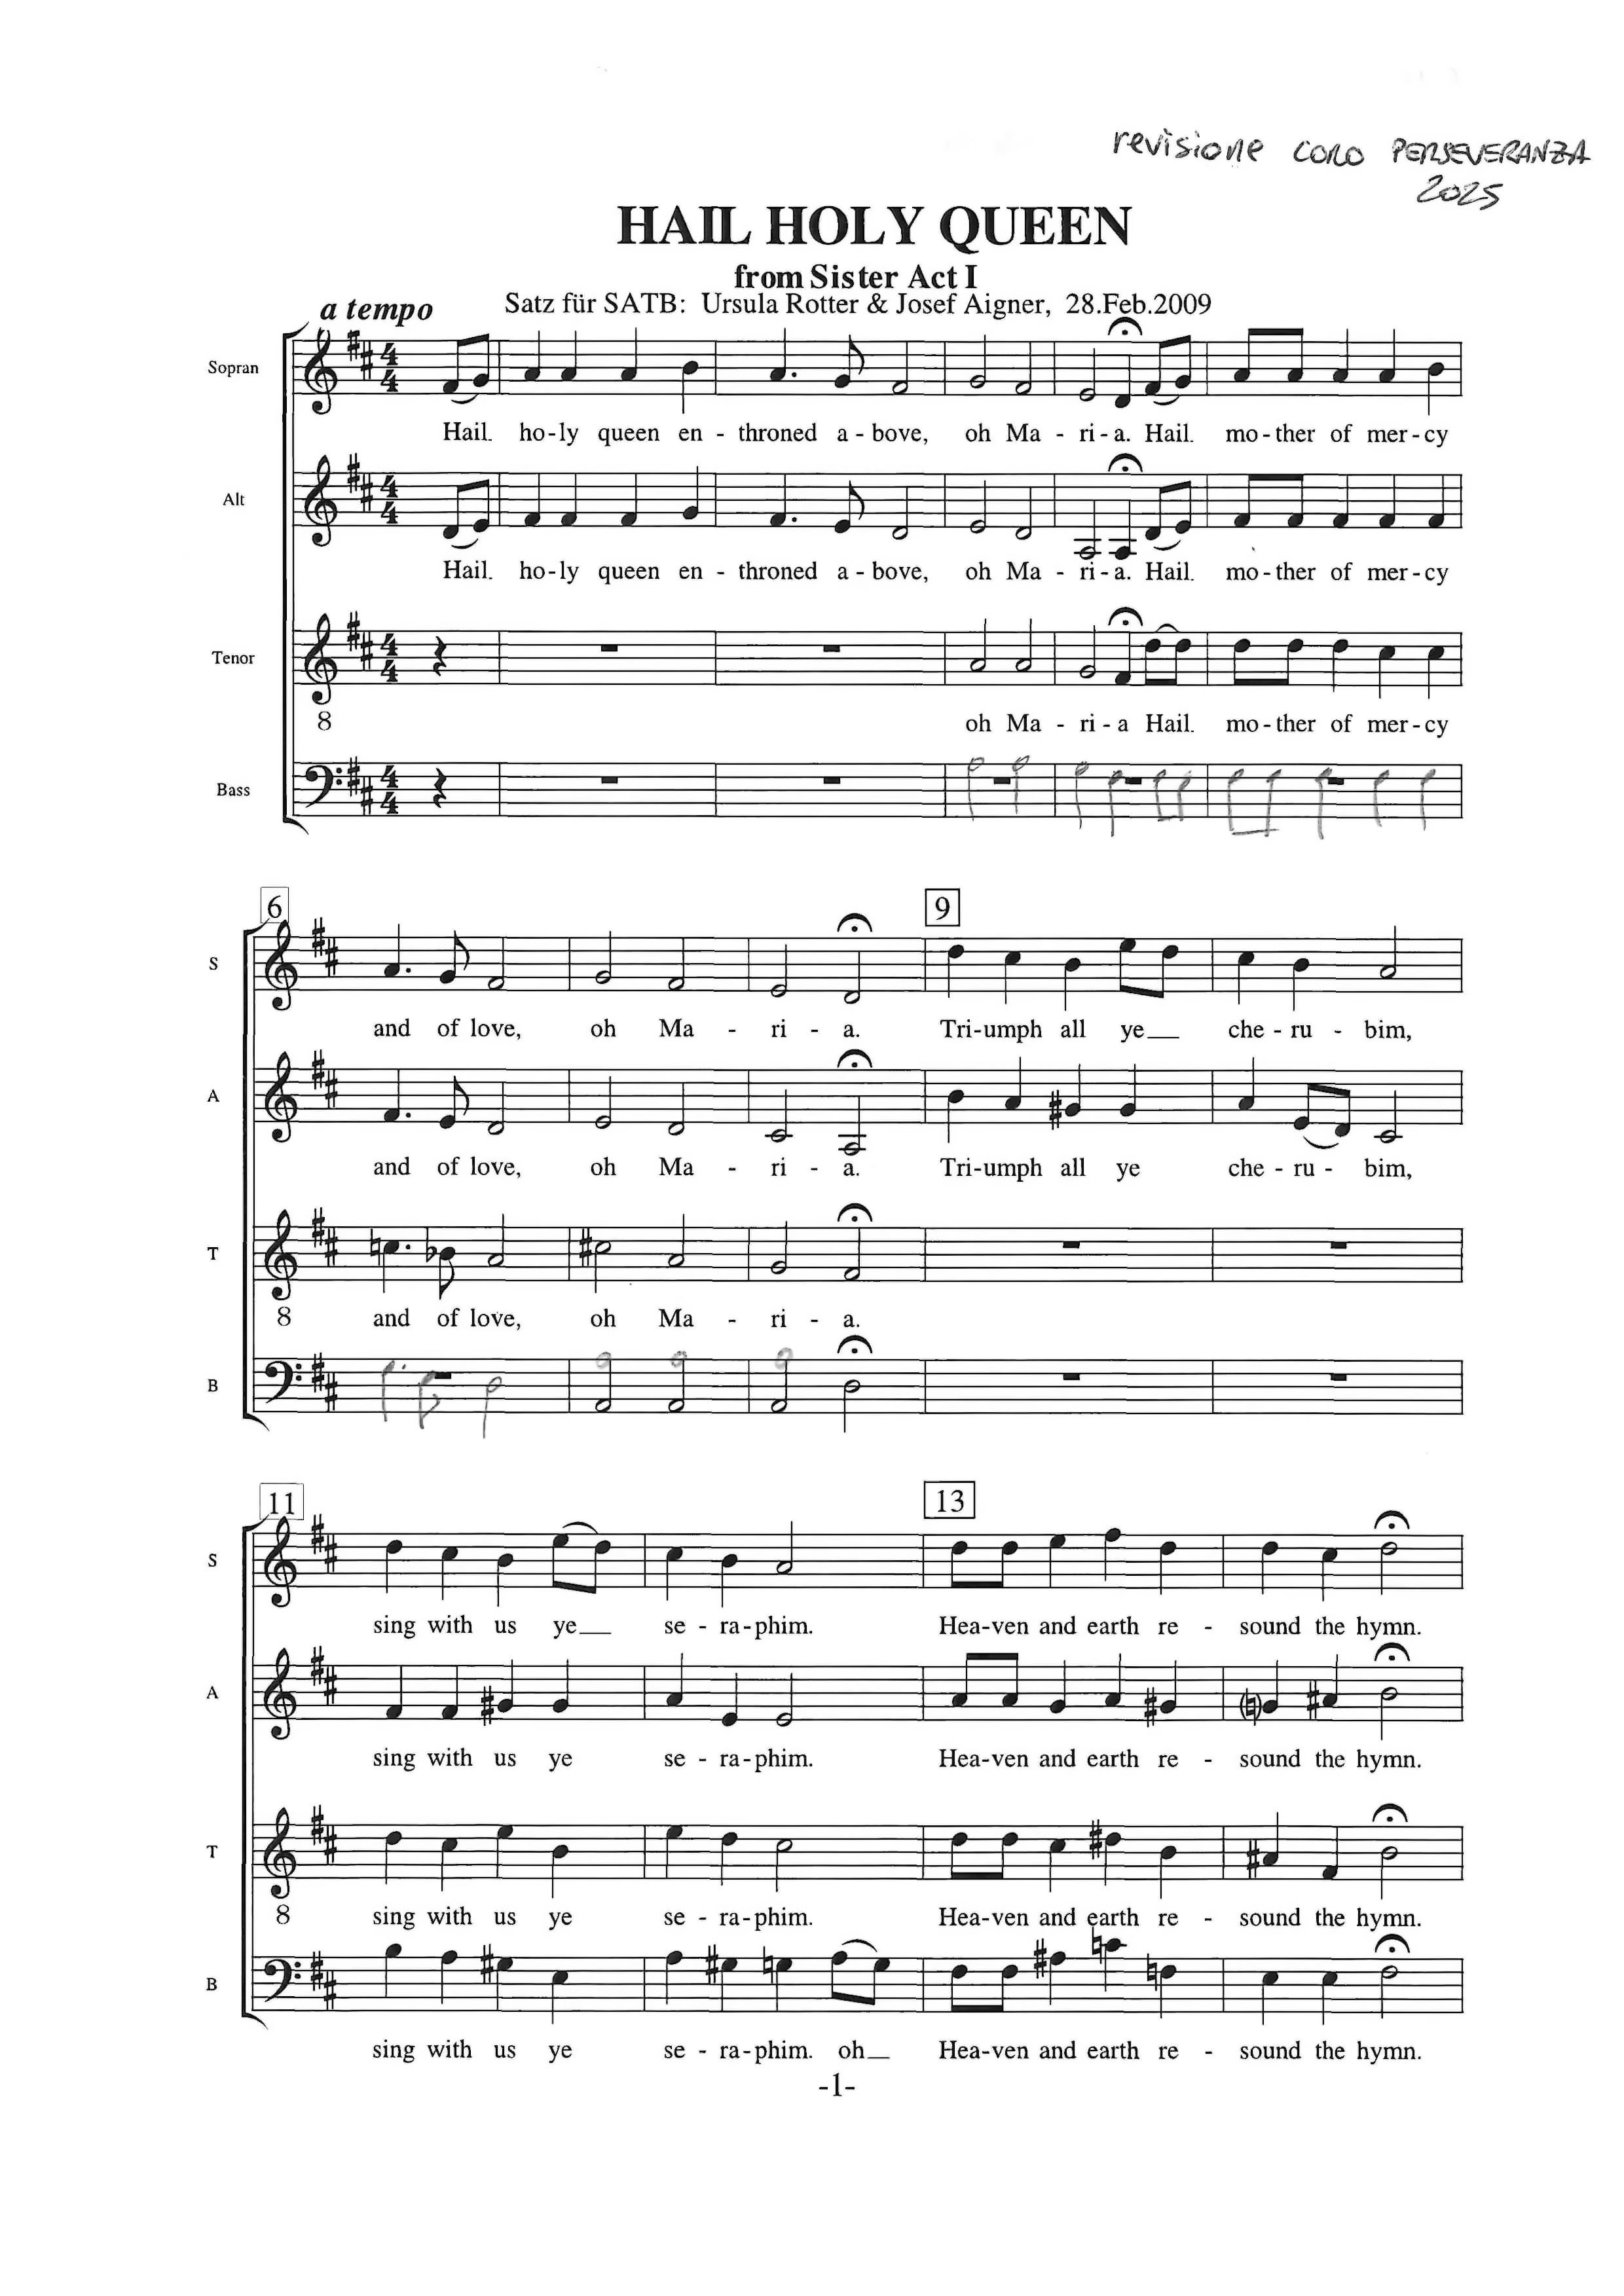 revisione CORO PERSEVERANZA
2025
HAIL HOLY QUEEN
from Sister Act I
a tempo
Satz für SATB: Ursula Rotter & Josef Aigner, 28.Feb.2009
Sopran
Hail. ho-ly queen en - throned a - bove, oh Ma - ri - a. Hail. mo-ther of mer-cy
Alt
Hail. ho-ly queen en - throned a - bove, oh Ma - ri - a. Hail. mo-ther of mer-cy
Tenor
8 oh Ma - ri - a Hail. mo-ther of mer-cy
Bass
6 9
S
and of love, oh Ma - ri - a. Tri-umph all ye__ che - ru - bim,
A
and of love, oh Ma - ri - a. Tri-umph all ye che - ru - bim,
T
8 and of love, oh Ma - ri - a.
B
11 13
S
sing with us ye__ se - ra-phim. Hea-ven and earth re - sound the hymn.
A
sing with us ye se - ra-phim. Hea-ven and earth re - sound the hymn.
T
8 sing with us ye se - ra-phim. Hea-ven and earth re - sound the hymn.
B
sing with us ye se - ra-phim. oh__ Hea-ven and earth re - sound the hymn.
-1-